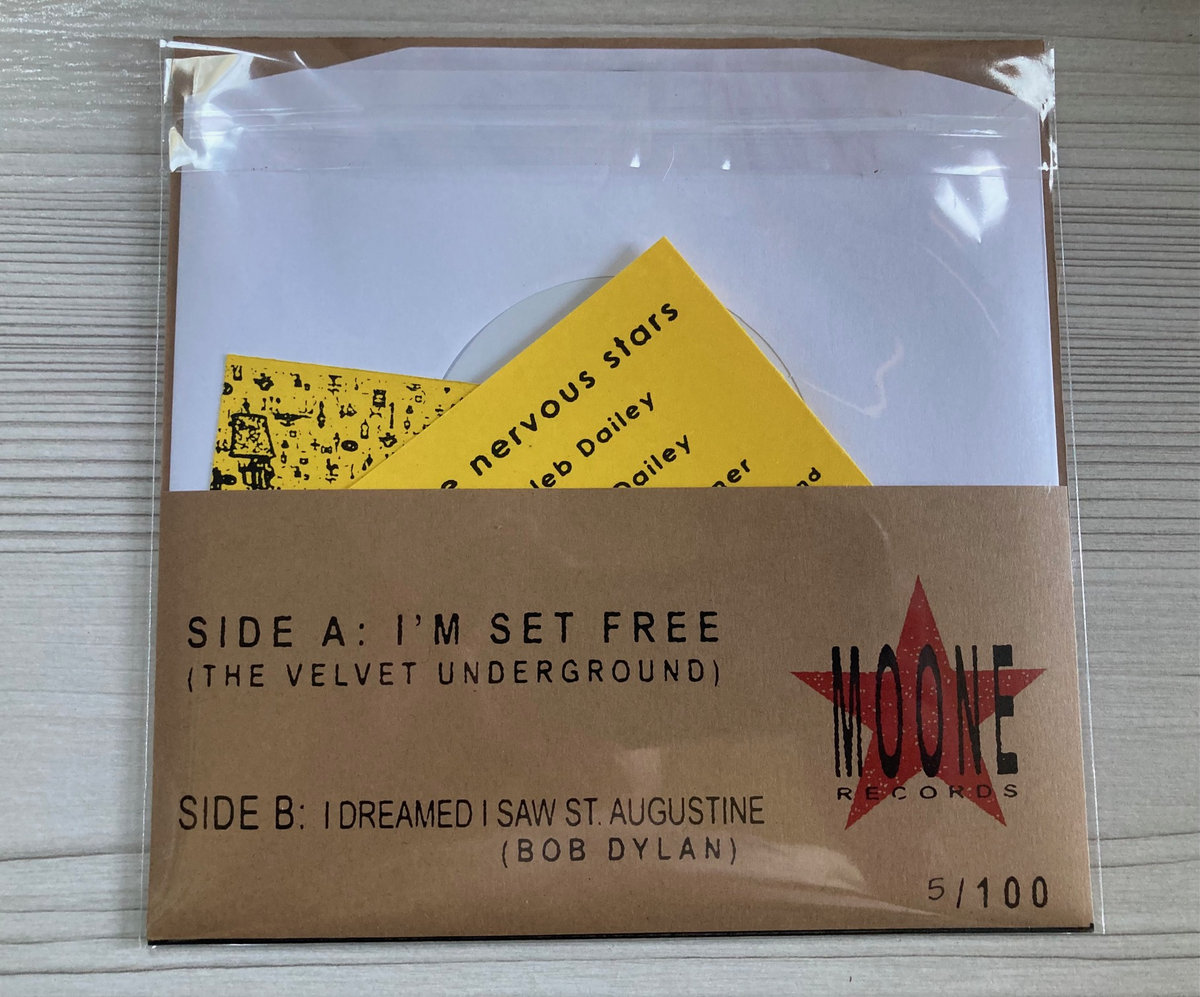 nervous stars
Dailey
Dailey
SIDE A: I'M SET FREE
(THE VELVET UNDERGROUND)
MOONE
RECORDS
SIDE B: I DREAMED I SAW ST. AUGUSTINE
(BOB DYLAN)
5/100